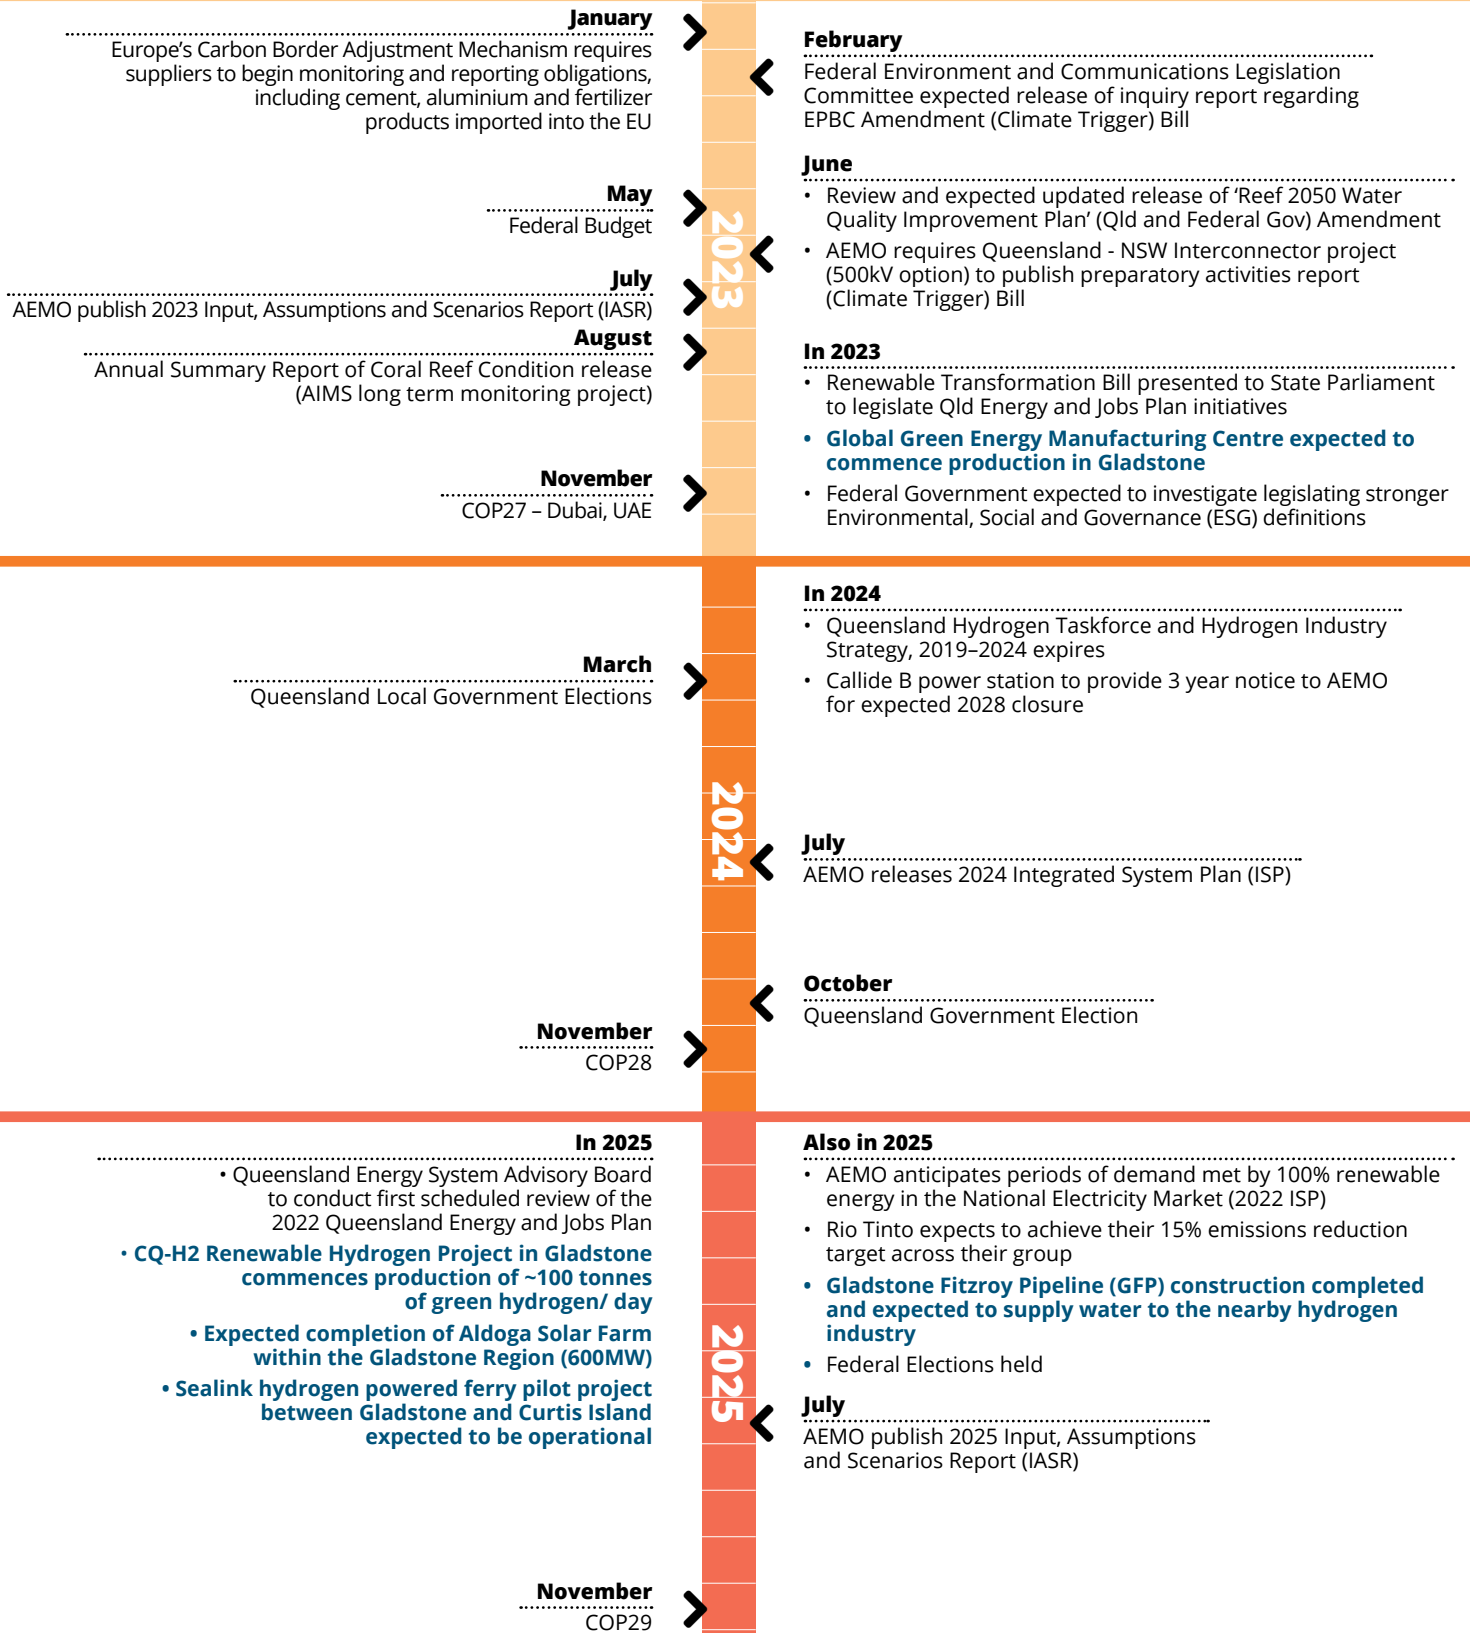 January
Europe’s Carbon Border Adjustment Mechanism requires
suppliers to begin monitoring and reporting obligations,
including cement, aluminium and fertilizer
products imported into the EU
May
Federal Budget
July
AEMO publish 2023 Input, Assumptions and Scenarios Report (IASR)
August
Annual Summary Report of Coral Reef Condition release
(AIMS long term monitoring project)
November
COP27 – Dubai, UAE
2023
February
Federal Environment and Communications Legislation
Committee expected release of inquiry report regarding
EPBC Amendment (Climate Trigger) Bill
June
• Review and expected updated release of ‘Reef 2050 Water
Quality Improvement Plan’ (Qld and Federal Gov) Amendment
• AEMO requires Queensland - NSW Interconnector project
(500kV option) to publish preparatory activities report
(Climate Trigger) Bill
In 2023
• Renewable Transformation Bill presented to State Parliament
to legislate Qld Energy and Jobs Plan initiatives
• Global Green Energy Manufacturing Centre expected to
commence production in Gladstone
• Federal Government expected to investigate legislating stronger
Environmental, Social and Governance (ESG) definitions
March
Queensland Local Government Elections
November
COP28
2024
In 2024
• Queensland Hydrogen Taskforce and Hydrogen Industry
Strategy, 2019–2024 expires
• Callide B power station to provide 3 year notice to AEMO
for expected 2028 closure
July
AEMO releases 2024 Integrated System Plan (ISP)
October
Queensland Government Election
In 2025
• Queensland Energy System Advisory Board
to conduct first scheduled review of the
2022 Queensland Energy and Jobs Plan
• CQ-H2 Renewable Hydrogen Project in Gladstone
commences production of ~100 tonnes
of green hydrogen/ day
• Expected completion of Aldoga Solar Farm
within the Gladstone Region (600MW)
• Sealink hydrogen powered ferry pilot project
between Gladstone and Curtis Island
expected to be operational
November
COP29
2025
Also in 2025
• AEMO anticipates periods of demand met by 100% renewable
energy in the National Electricity Market (2022 ISP)
• Rio Tinto expects to achieve their 15% emissions reduction
target across their group
• Gladstone Fitzroy Pipeline (GFP) construction completed
and expected to supply water to the nearby hydrogen
industry
• Federal Elections held
July
AEMO publish 2025 Input, Assumptions
and Scenarios Report (IASR)